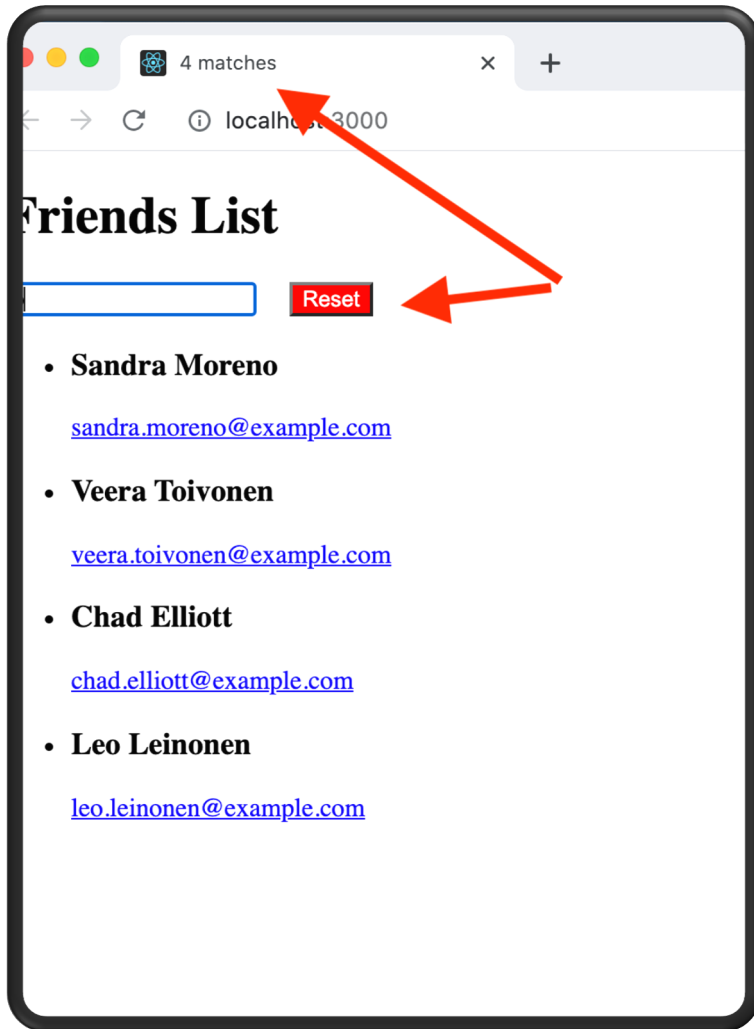 4 matches
localhost:3000
Friends List
Reset
Sandra Moreno
sandra.moreno@example.com
Veera Toivonen
veera.toivonen@example.com
Chad Elliott
chad.elliott@example.com
Leo Leinonen
leo.leinonen@example.com